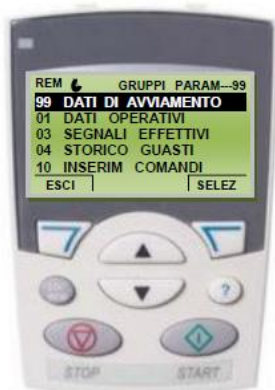 REM GRUPPI PARAM---99
99 DATI DI AVVIAMENTO
01 DATI OPERATIVI
03 SEGNALI EFFETTIVI
04 STORICO GUASTI
10 INSERIM COMANDI
ESCI SELEZ
?
STOP START